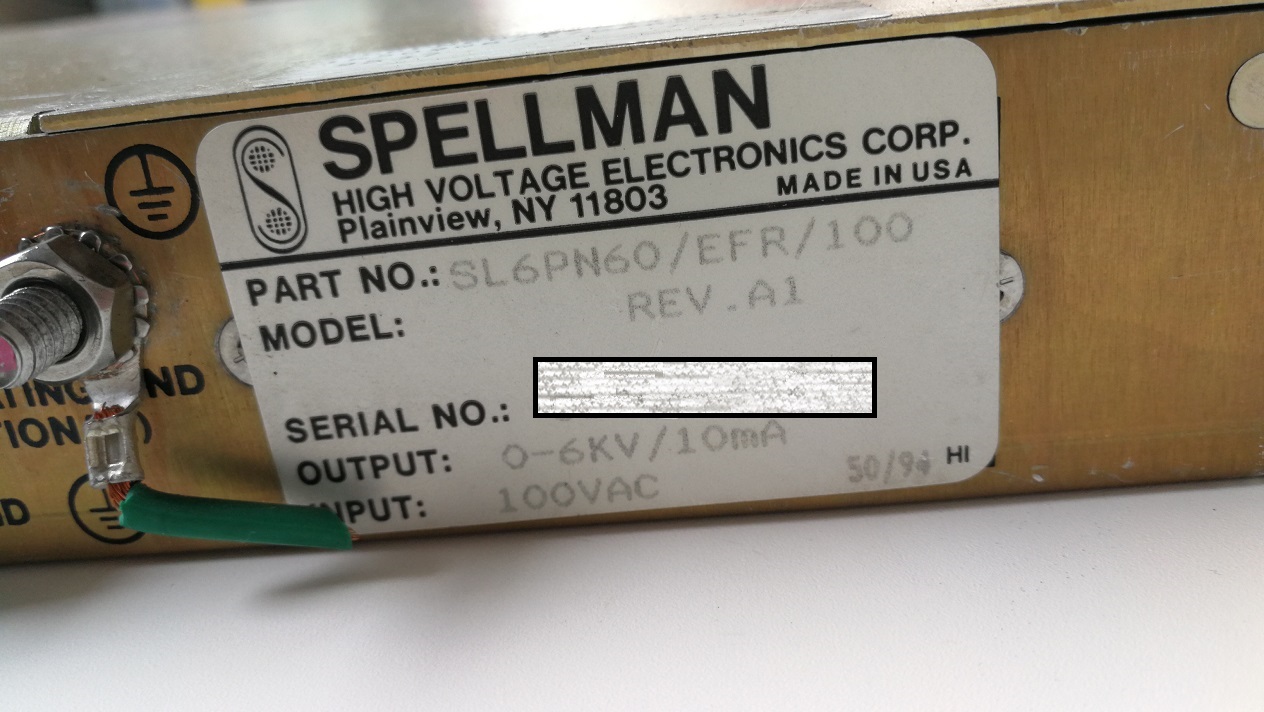 SPELLMAN
HIGH VOLTAGE ELECTRONICS CORP.
Plainview, NY 11803 MADE IN USA
PART NO.: SL6PN60/EFR/100
REV.A1
MODEL:
SERIAL NO.:
OUTPUT: 0-6KV/10mA
INPUT: 100VAC
50/94 HI